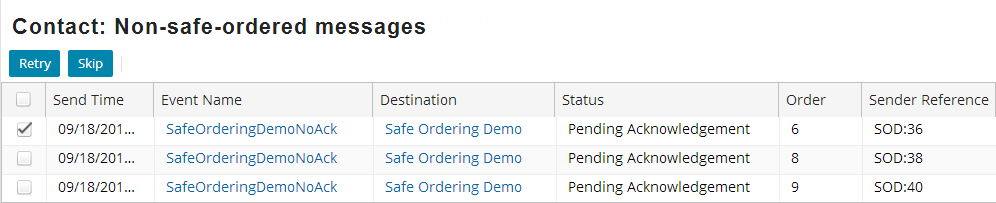 Contact: Non-safe-ordered messages
Retry Skip
Send Time Event Name Destination Status Order Sender Reference
09/18/201... SafeOrderingDemoNoAck Safe Ordering Demo Pending Acknowledgement 6 SOD:36
09/18/201... SafeOrderingDemoNoAck Safe Ordering Demo Pending Acknowledgement 8 SOD:38
09/18/201... SafeOrderingDemoNoAck Safe Ordering Demo Pending Acknowledgement 9 SOD:40